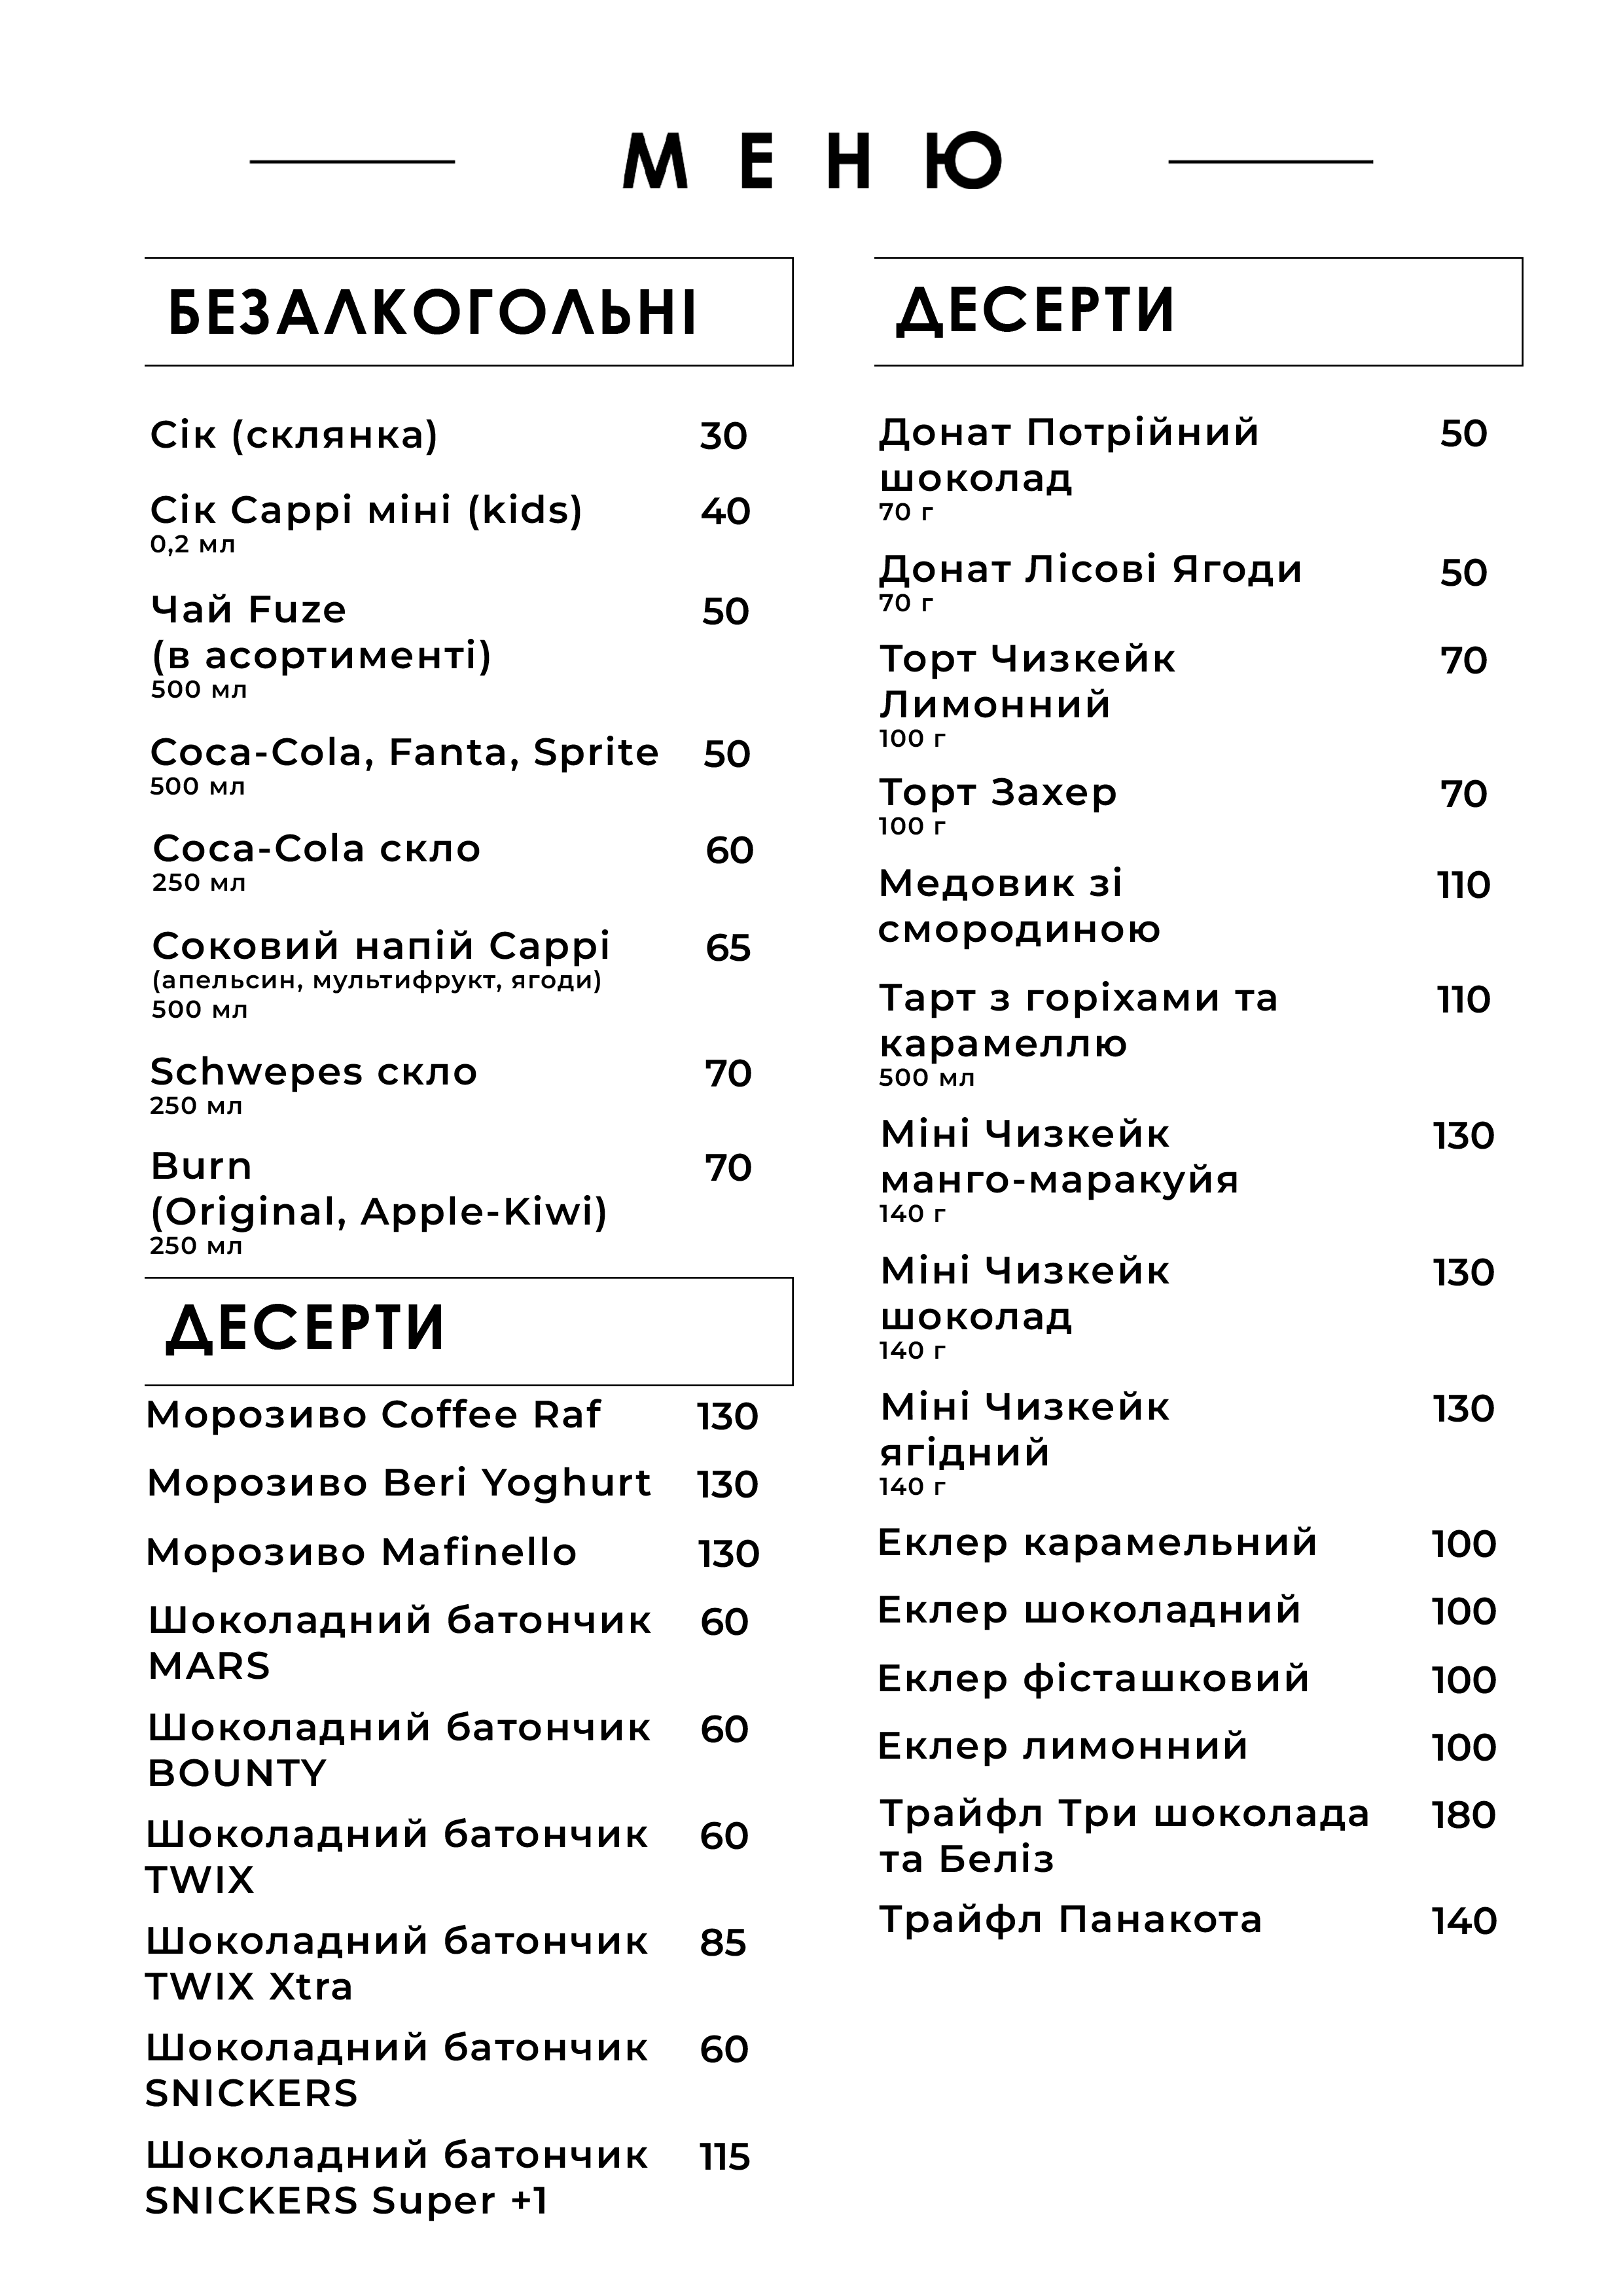 МЕНЮ
БЕЗАЛКОГОЛЬНІ
Сік (склянка) 30
Сік Cappi міні (kids) 40
0,2 мл
Чай Fuze 50
(в асортименті)
500 мл
Coca-Cola, Fanta, Sprite 50
500 мл
Coca-Cola скло 60
250 мл
Соковий напій Cappi 65
(апельсин, мультифрукт, ягоди)
500 мл
Schwepes скло 70
250 мл
Burn 70
(Original, Apple-Kiwi)
250 мл
ДЕСЕРТИ
Морозиво Coffee Raf 130
Морозиво Beri Yoghurt 130
Морозиво Mafinello 130
Шоколадний батончик 60
MARS
Шоколадний батончик 60
BOUNTY
Шоколадний батончик 60
TWIX
Шоколадний батончик 85
TWIX Xtra
Шоколадний батончик 60
SNICKERS
Шоколадний батончик 115
SNICKERS Super +1
ДЕСЕРТИ
Донат Потрійний 50
шоколад
70 г
Донат Лісові Ягоди 50
70 г
Торт Чизкейк 70
Лимонний
100 г
Торт Захер 70
100 г
Медовик зі 110
смородиною
Тарт з горіхами та 110
карамеллю
500 мл
Міні Чизкейк 130
манго-маракуйя
140 г
Міні Чизкейк 130
шоколад
140 г
Міні Чизкейк 130
ягідний
140 г
Еклер карамельний 100
Еклер шоколадний 100
Еклер фісташковий 100
Еклер лимонний 100
Трайфл Три шоколада 180
та Беліз
Трайфл Панакота 140